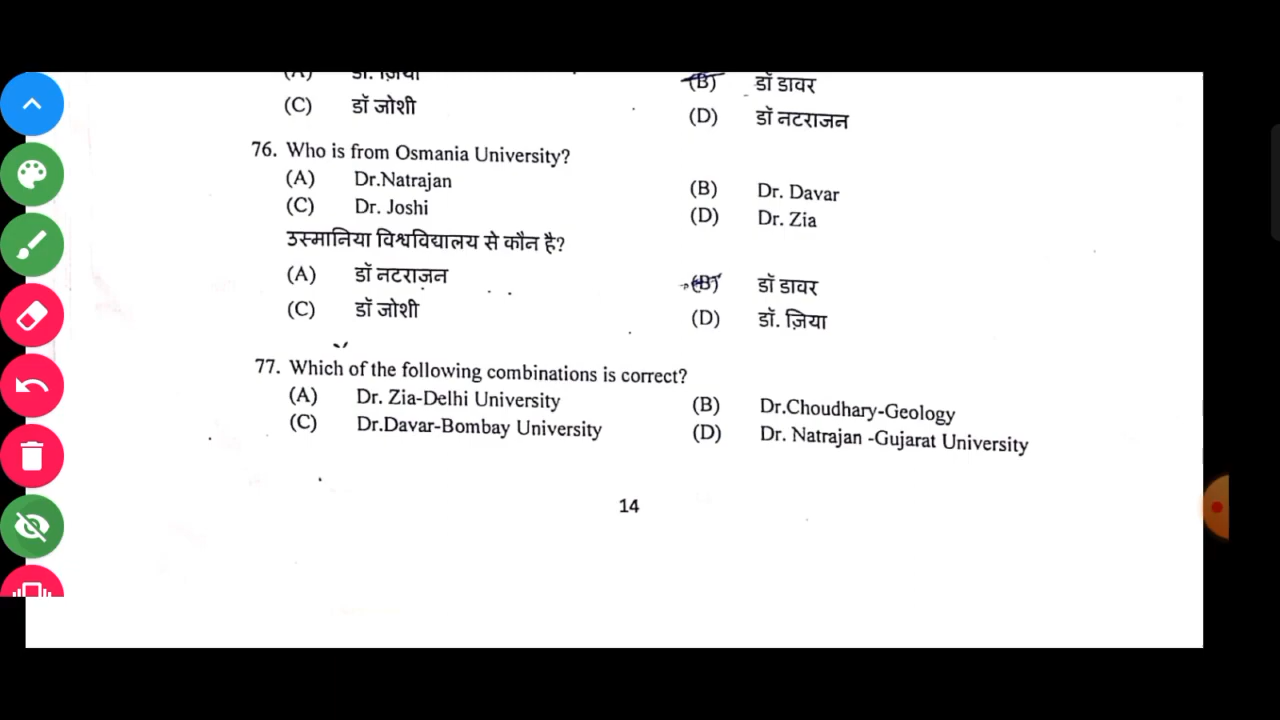 (A) डॉ. ज़िया (B) डॉ डावर
(C) डॉ जोशी (D) डॉ नटराजन
76. Who is from Osmania University?
(A) Dr.Natrajan (B) Dr. Davar
(C) Dr. Joshi (D) Dr. Zia
उस्मानिया विश्वविद्यालय से कौन है?
(A) डॉ नटराजन (B) डॉ डावर
(C) डॉ जोशी (D) डॉ. ज़िया
77. Which of the following combinations is correct?
(A) Dr. Zia-Delhi University (B) Dr.Choudhary-Geology
(C) Dr.Davar-Bombay University (D) Dr. Natrajan -Gujarat University
14